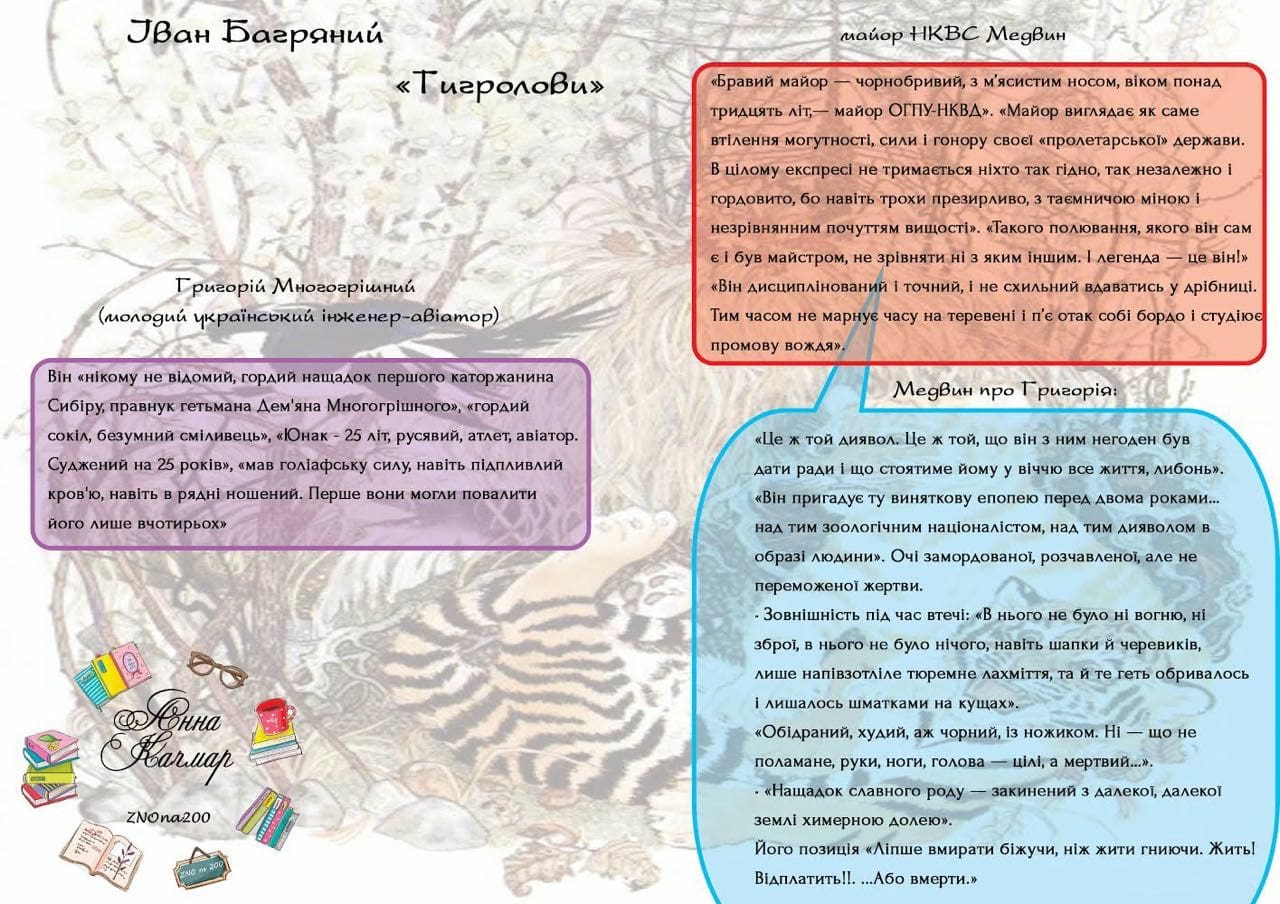 Іван Багряний
«Тигролови»
Григорій Многогрішний
(молодий український інженер-авіатор)
Він «нікому не відомий, гордий нащадок першого каторжанина
Сибіру, правнук гетьмана Дем'яна Многогрішного», «гордий
сокіл, безумний сміливець», «Юнак - 25 літ, русявий, атлет, авіатор.
Суджений на 25 років», «мав голіафську силу, навіть підпливлий
кров'ю, навіть в рядні ношений. Перше вони могли повалити
його лише вчотирьох»
Анна
Качмар
ZNOna200
ZNO na 200
майор НКВС Медвин
«Бравий майор — чорнобривий, з м’ясистим носом, віком понад
тридцять літ,— майор ОГПУ-НКВД». «Майор виглядає як саме
втілення могутності, сили і гонору своєї «пролетарської» держави.
В цілому експресі не тримається ніхто так гідно, так незалежно і
гордовито, бо навіть трохи презирливо, з таємничою міною і
незрівнянним почуттям вищості». «Такого полювання, якого він сам
є і був майстром, не зрівняти ні з яким іншим. І легенда — це він!»
«Він дисциплінований і точний, і не схильний вдаватись у дрібниці.
Тим часом не марнує часу на теревені і п’є отак собі бордо і студіює
промову вождя».
Медвин про Григорія:
«Це ж той диявол. Це ж той, що він з ним негоден був
дати ради і що стоятиме йому у віччю все життя, либонь».
«Він пригадує ту виняткову епопею перед двома роками...
над тим зоологічним націоналістом, над тим дияволом в
образі людини». Очі замордованої, розчавленої, але не
переможеної жертви.
· Зовнішність під час втечі: «В нього не було ні вогню, ні
зброї, в нього не було нічого, навіть шапки й черевиків,
лише напівзотліле тюремне лахміття, та й те геть обривалось
і лишалось шматками на кущах».
«Обідраний, худий, аж чорний, із ножиком. Ні — що не
поламане, руки, ноги, голова — цілі, а мертвий...».
· «Нащадок славного роду — закинений з далекої, далекої
землі химерною долею».
Його позиція «Ліпше вмирати біжучи, ніж жити гниючи. Жить!
Відплатить!!. ...Або вмерти.»